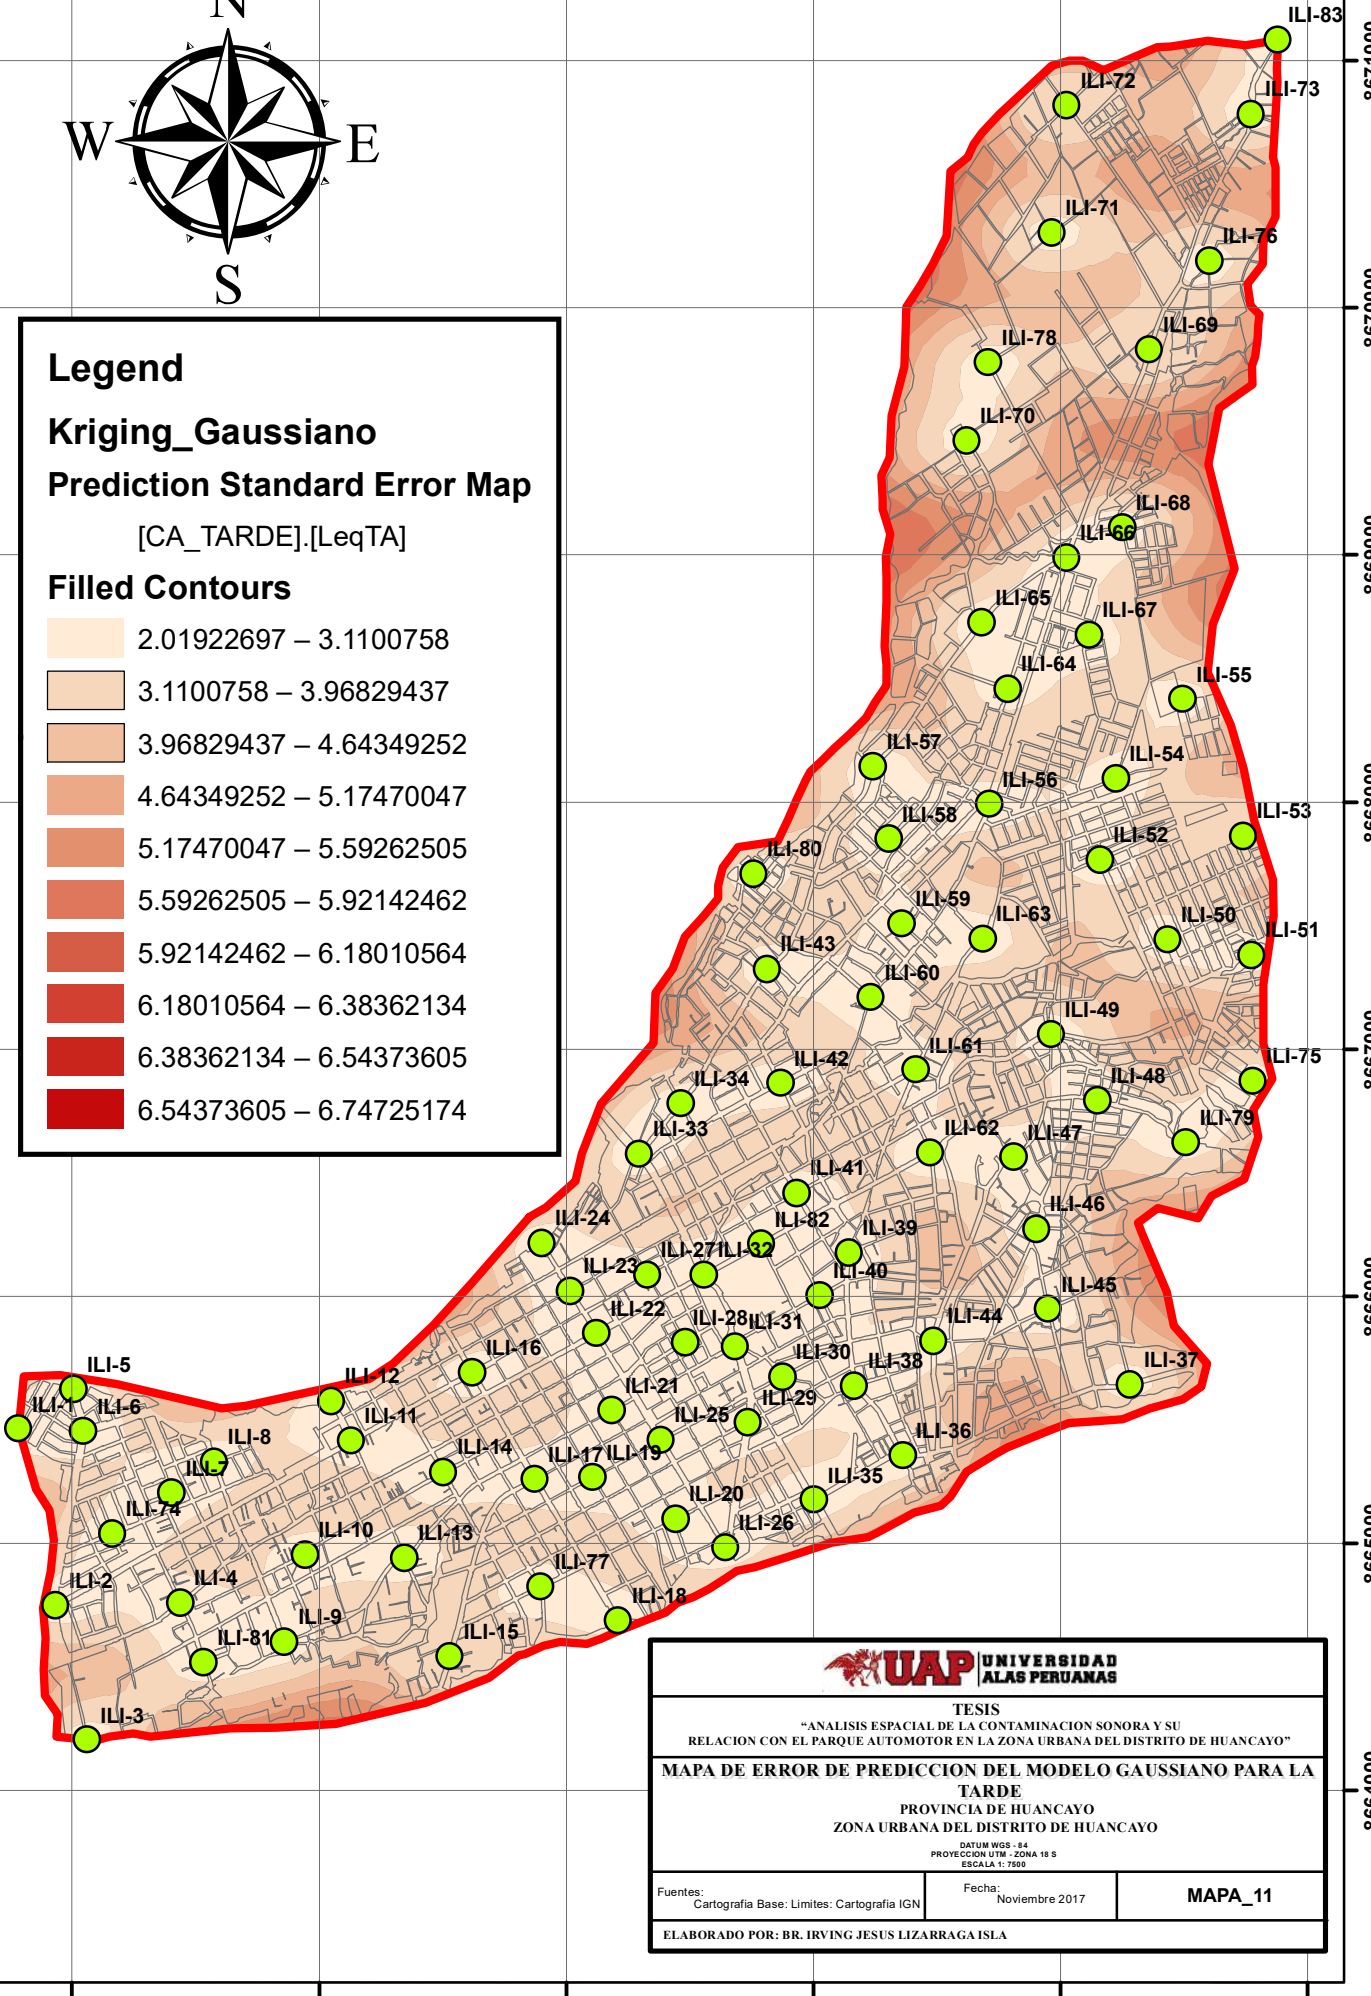 N
W
E
S
Legend
Kriging_Gaussiano
Prediction Standard Error Map
[CA_TARDE].[LeqTA]
Filled Contours
2.01922697 – 3.1100758
3.1100758 – 3.96829437
3.96829437 – 4.64349252
4.64349252 – 5.17470047
5.17470047 – 5.59262505
5.59262505 – 5.92142462
5.92142462 – 6.18010564
6.18010564 – 6.38362134
6.38362134 – 6.54373605
6.54373605 – 6.74725174
ILI-83
ILI-72
ILI-73
ILI-71
ILI-76
ILI-69
ILI-78
ILI-70
ILI-68
ILI-66
ILI-65
ILI-67
ILI-64
ILI-55
ILI-57
ILI-54
ILI-56
ILI-53
ILI-58
ILI-52
ILI-80
ILI-59
ILI-63
ILI-50
ILI-51
ILI-43
ILI-60
ILI-49
ILI-61
ILI-75
ILI-42
ILI-34
ILI-48
ILI-33
ILI-62
ILI-47
ILI-79
ILI-41
ILI-46
ILI-24
ILI-82
ILI-39
ILI-27
ILI-32
ILI-23
ILI-40
ILI-45
ILI-22
ILI-28
ILI-31
ILI-44
ILI-16
ILI-30
ILI-38
ILI-37
ILI-5
ILI-12
ILI-21
ILI-29
ILI-1
ILI-6
ILI-11
ILI-25
ILI-36
ILI-8
ILI-14
ILI-17
ILI-19
ILI-7
ILI-35
ILI-74
ILI-20
ILI-26
ILI-10
ILI-13
ILI-77
ILI-2
ILI-4
ILI-18
ILI-9
ILI-81
ILI-15
ILI-3
8671000
8670000
8669000
8668000
8667000
8666000
8665000
8664000
UAP UNIVERSIDAD
ALAS PERUANAS
TESIS
“ANALISIS ESPACIAL DE LA CONTAMINACION SONORA Y SU
RELACION CON EL PARQUE AUTOMOTOR EN LA ZONA URBANA DEL DISTRITO DE HUANCAYO”
MAPA DE ERROR DE PREDICCION DEL MODELO GAUSSIANO PARA LA
TARDE
PROVINCIA DE HUANCAYO
ZONA URBANA DEL DISTRITO DE HUANCAYO
DATUM WGS - 84
PROYECCION UTM - ZONA 18 S
ESCALA 1: 7500
Fuentes:
Cartografia Base: Limites: Cartografia IGN
Fecha:
Noviembre 2017
MAPA_11
ELABORADO POR: BR. IRVING JESUS LIZARRAGA ISLA